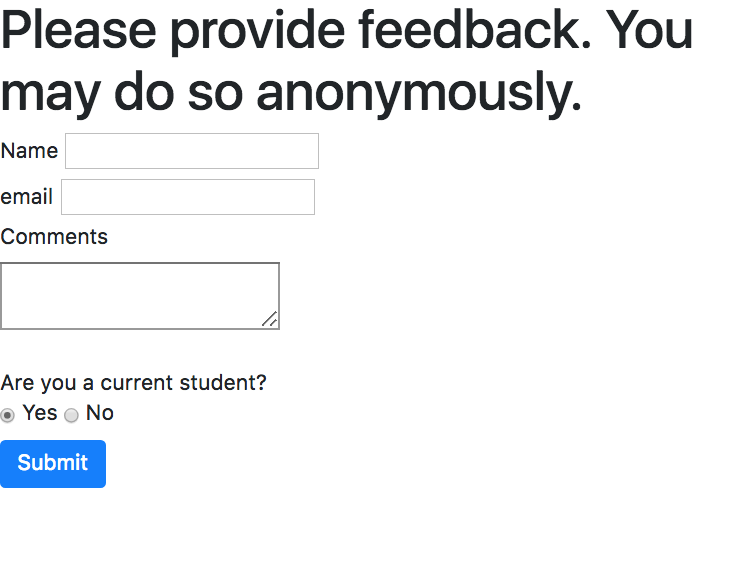 Please provide feedback. You
may do so anonymously.
Name
email
Comments
Are you a current student?
Yes No
Submit